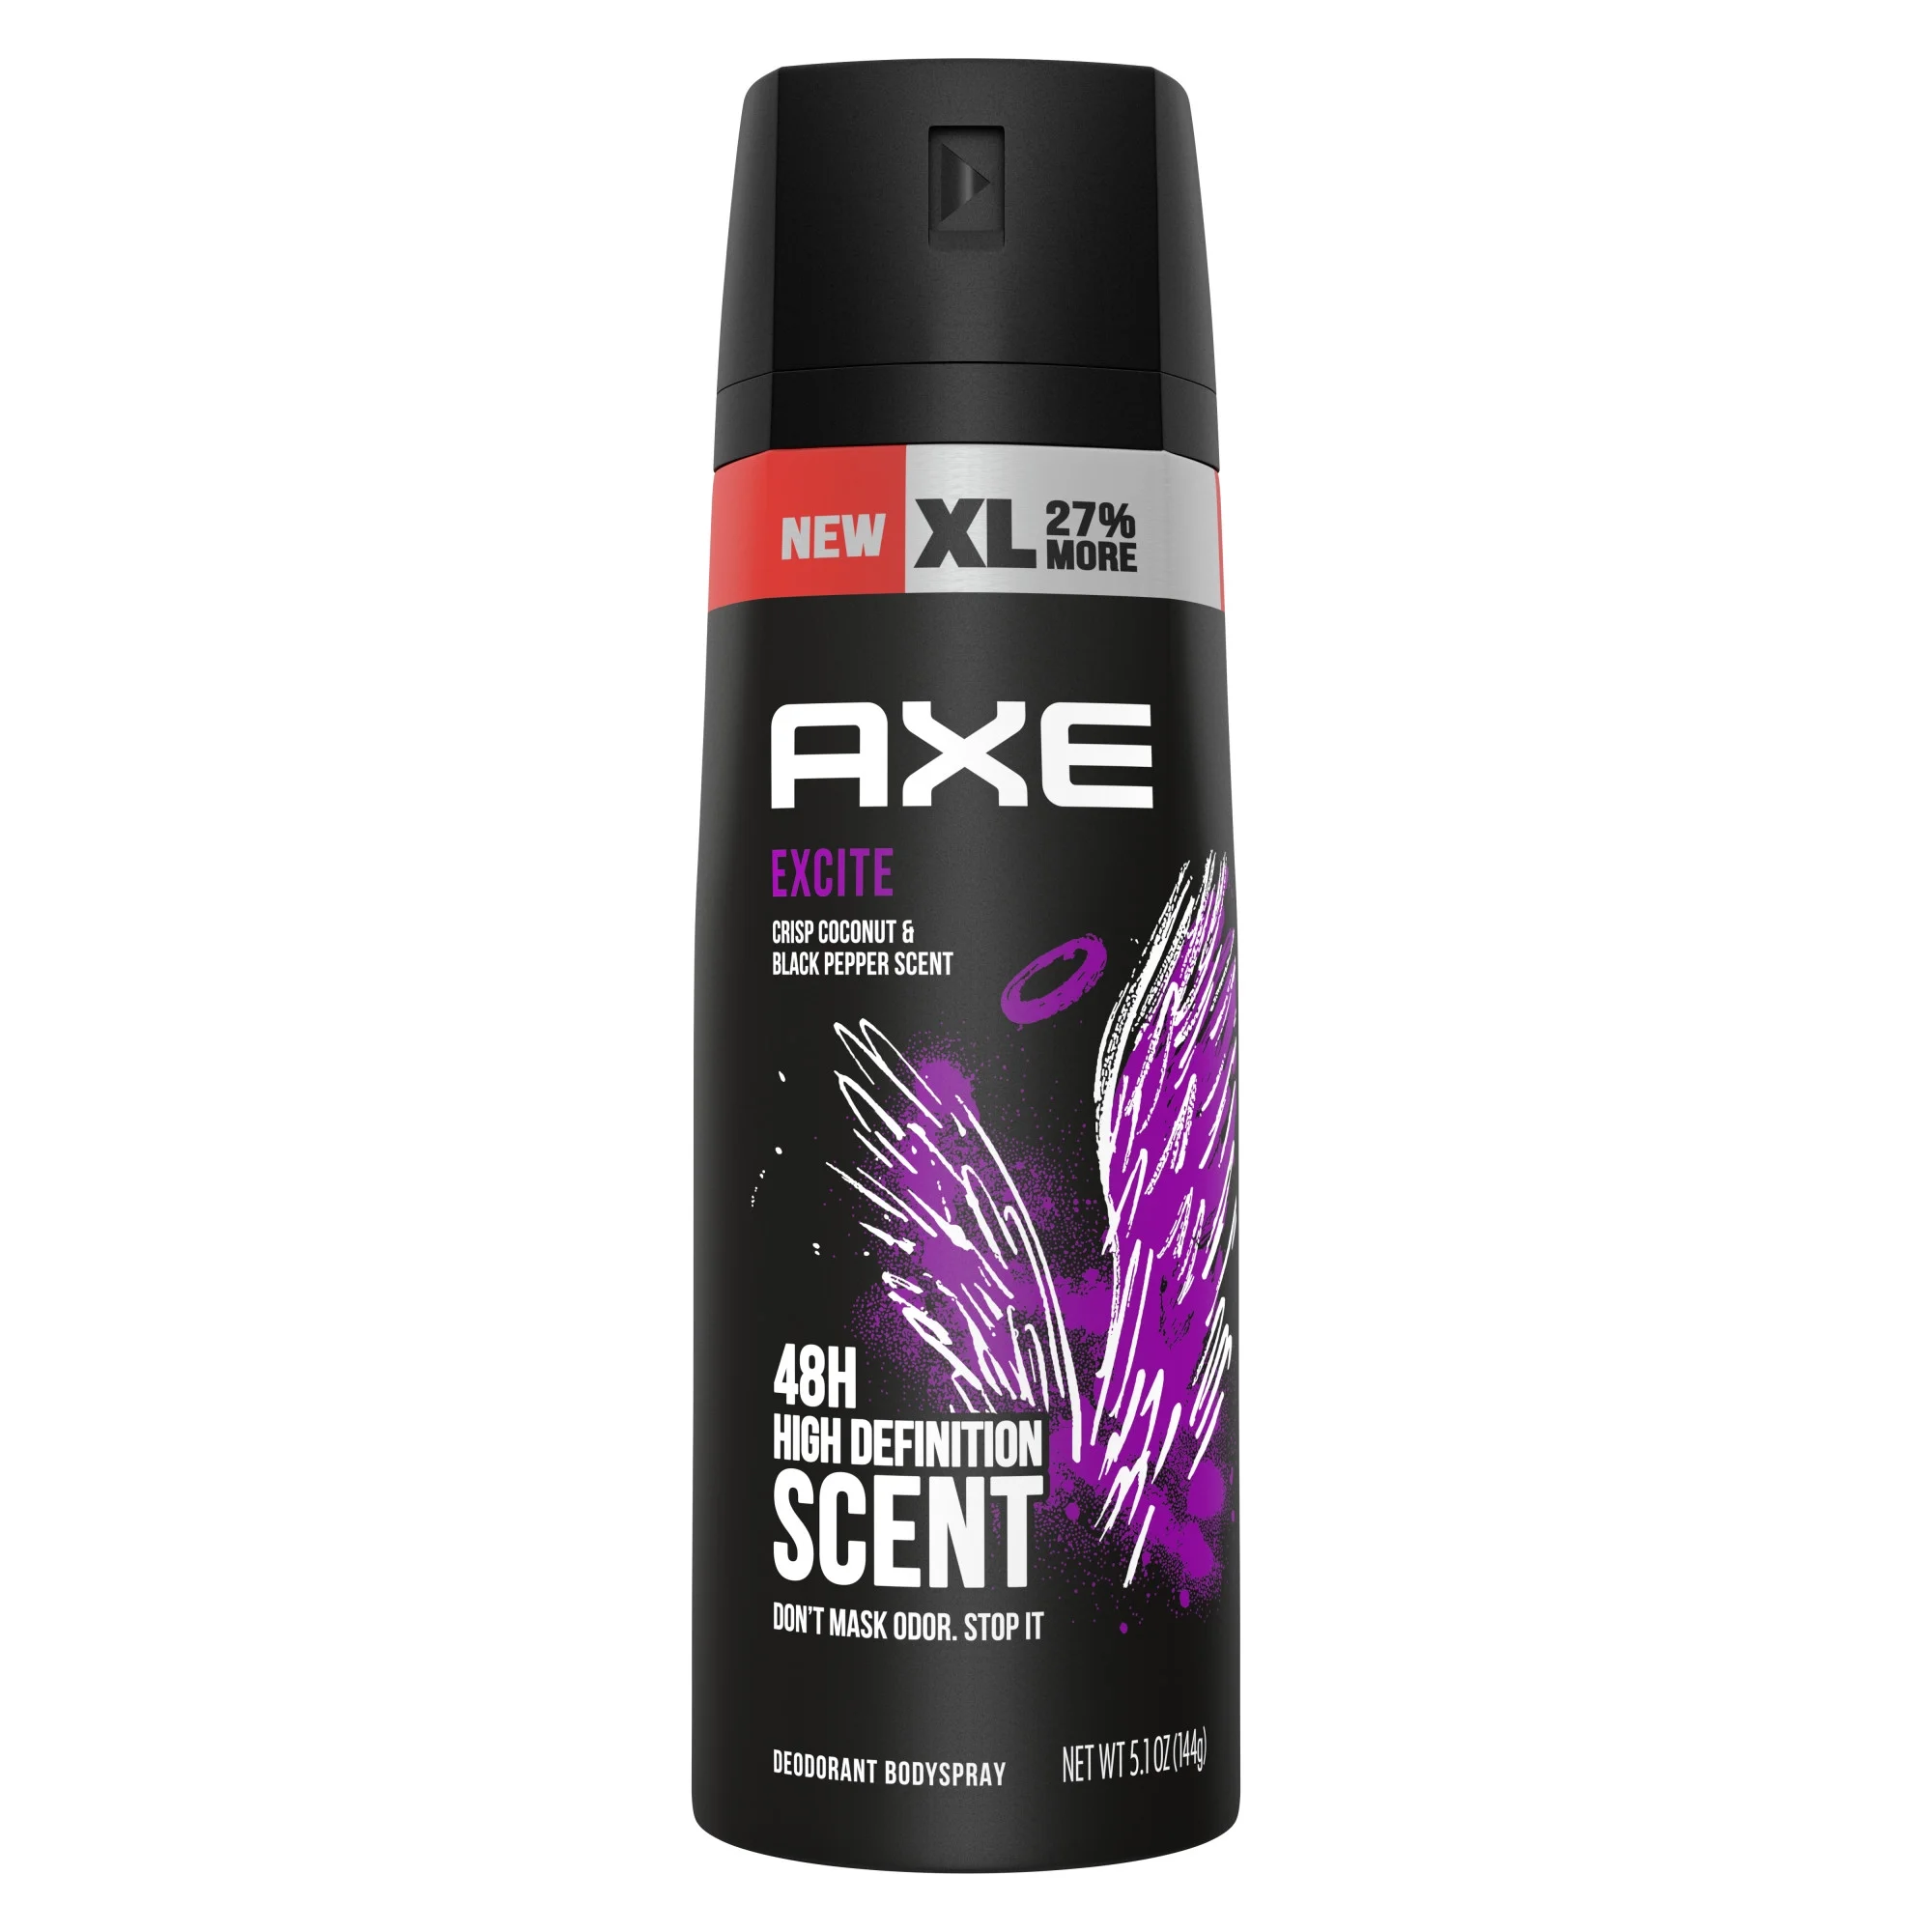 NEW XL 27%
MORE
AXE
EXCITE
CRISP COCONUT &
BLACK PEPPER SCENT
48H
HIGH DEFINITION
SCENT
DON'T MASK ODOR. STOP IT
DEODORANT BODYSPRAY NET WT 5.1 OZ (144g)